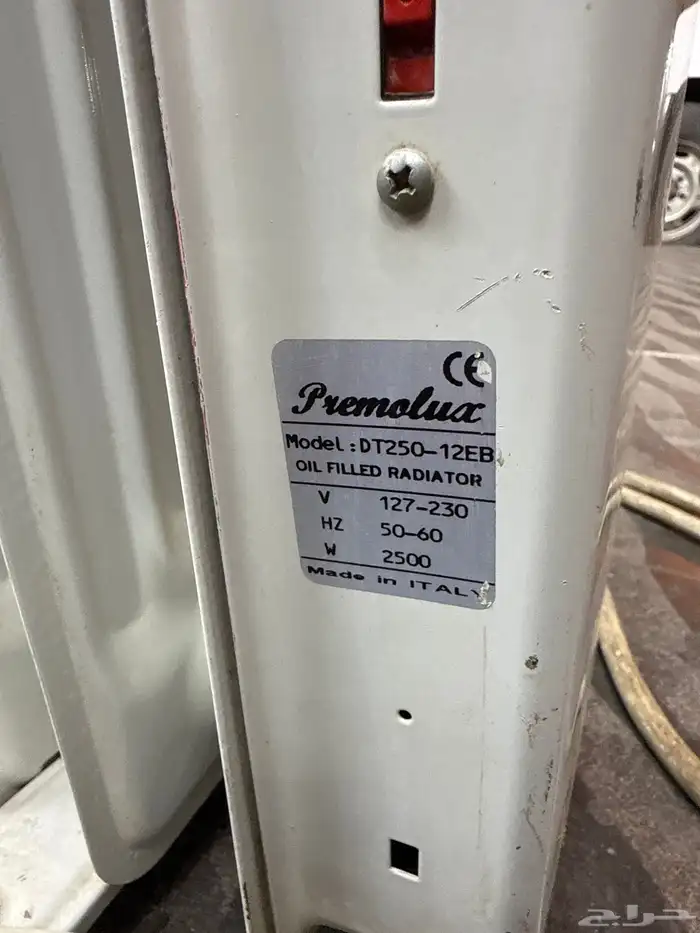 CE
Premolux
Model : DT250-12EB
OIL FILLED RADIATOR
V 127-230
HZ 50-60
W 2500
Made in ITALY
حراج